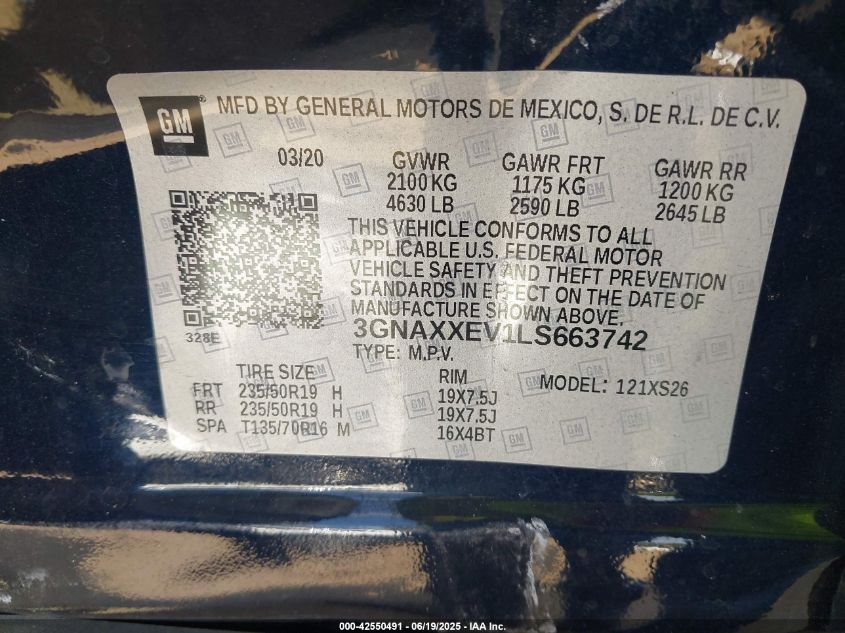 GM ® MFD BY GENERAL MOTORS DE MEXICO, S. DE R.L. DE C.V.
03/20 GVWR GAWR FRT GAWR RR
2100 KG 1175 KG 1200 KG
4630 LB 2590 LB 2645 LB
THIS VEHICLE CONFORMS TO ALL
APPLICABLE U.S. FEDERAL MOTOR
VEHICLE SAFETY AND THEFT PREVENTION
STANDARDS IN EFFECT ON THE DATE OF
MANUFACTURE SHOWN ABOVE.
328E 3GNAXXEV1LS663742
TYPE: M.P.V.
TIRE SIZE RIM MODEL: 121XS26
FRT 235/50R19 H 19X7.5J
RR 235/50R19 H 19X7.5J
SPA T135/70R16 M 16X4BT
000-42550491 - 06/19/2025 - IAA Inc.